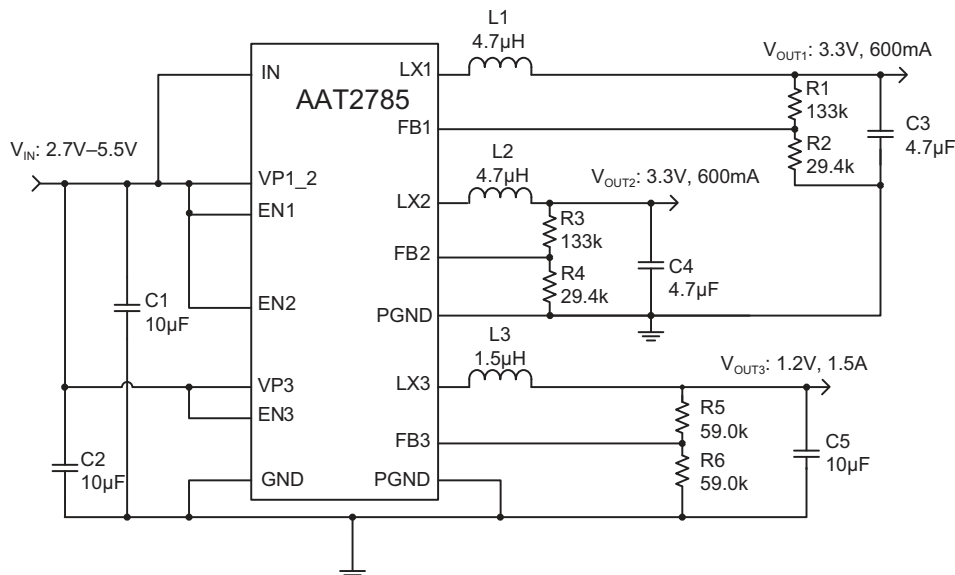 L1
4.7µH
V_OUT1: 3.3V, 600mA
IN
LX1
AAT2785
R1
133k
FB1
C3
4.7µF
R2
29.4k
V_IN: 2.7V–5.5V
L2
4.7µH
V_OUT2: 3.3V, 600mA
VP1_2
LX2
EN1
R3
133k
FB2
R4
29.4k
C4
4.7µF
C1
10µF
EN2
PGND
L3
1.5µH
V_OUT3: 1.2V, 1.5A
VP3
LX3
EN3
R5
59.0k
FB3
C5
10µF
R6
59.0k
C2
10µF
GND
PGND